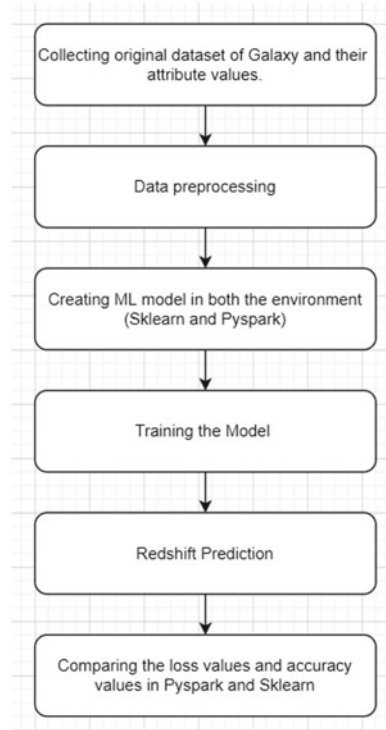 Collecting original dataset of Galaxy and their
attribute values.
Data preprocessing
Creating ML model in both the environment
(Sklearn and Pyspark)
Training the Model
Redshift Prediction
Comparing the loss values and accuracy
values in Pyspark and Sklearn